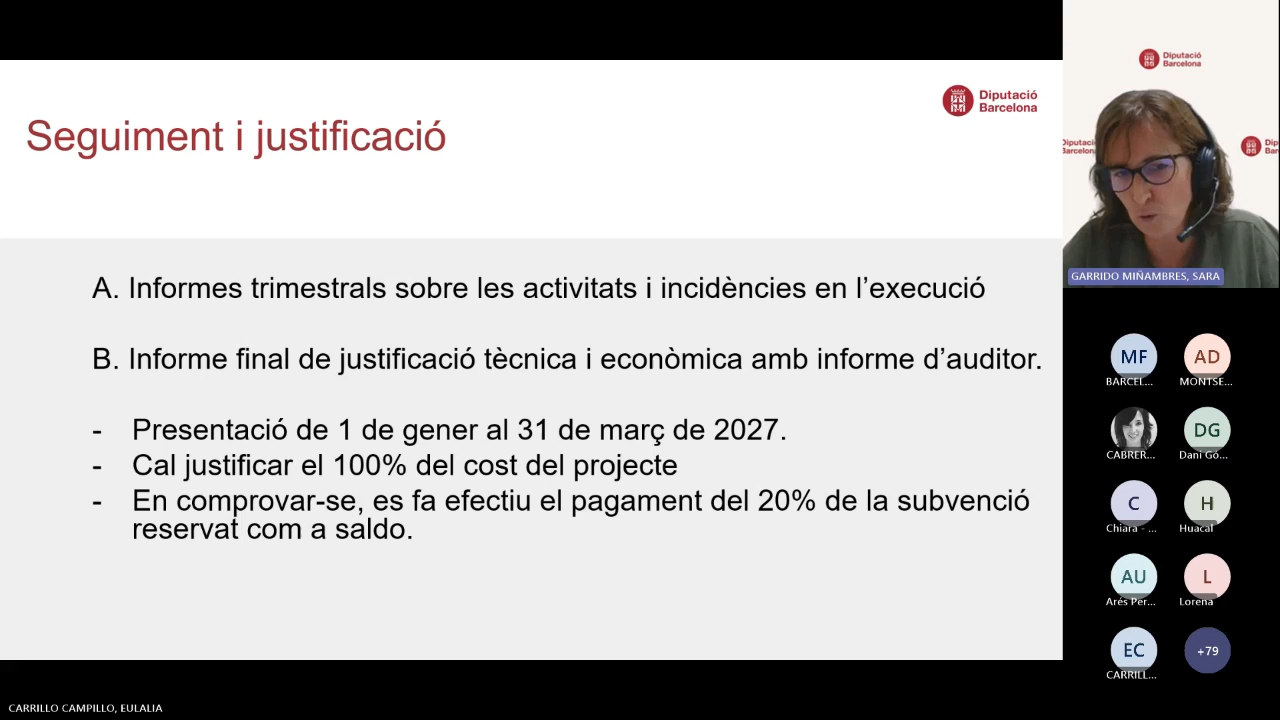 Diputació
Barcelona
Seguiment i justificació
A. Informes trimestrals sobre les activitats i incidències en l’execució
B. Informe final de justificació tècnica i econòmica amb informe d’auditor.
- Presentació de 1 de gener al 31 de març de 2027.
- Cal justificar el 100% del cost del projecte
- En comprovar-se, es fa efectiu el pagament del 20% de la subvenció
reservat com a saldo.
Diputació
Barcelona
Diputaci
Barcelon
Dip
Bar
GARRIDO MIÑAMBRES, SARA
MF
BARCEL...
AD
MONTSE...
CABRER...
DG
Dani Gó...
C
Chiara - ...
H
Huacal
AU
Arés Per...
L
Lorena
EC
CARRILL...
+79
CARRILLO CAMPILLO, EULALIA